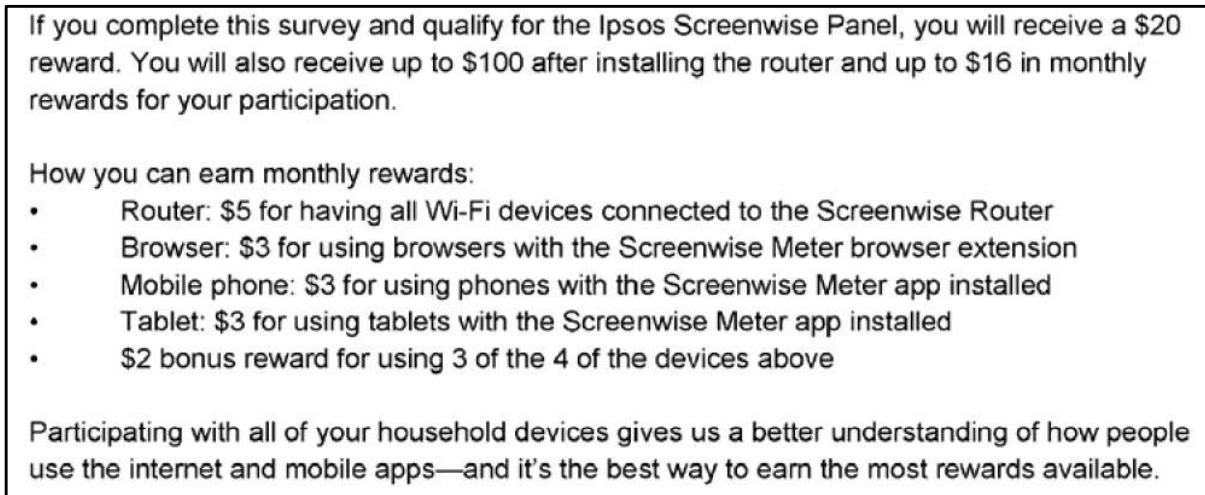 If you complete this survey and qualify for the Ipsos Screenwise Panel, you will receive a $20
reward. You will also receive up to $100 after installing the router and up to $16 in monthly
rewards for your participation.
How you can earn monthly rewards:
• Router: $5 for having all Wi-Fi devices connected to the Screenwise Router
• Browser: $3 for using browsers with the Screenwise Meter browser extension
• Mobile phone: $3 for using phones with the Screenwise Meter app installed
• Tablet: $3 for using tablets with the Screenwise Meter app installed
• $2 bonus reward for using 3 of the 4 of the devices above
Participating with all of your household devices gives us a better understanding of how people
use the internet and mobile apps—and it's the best way to earn the most rewards available.